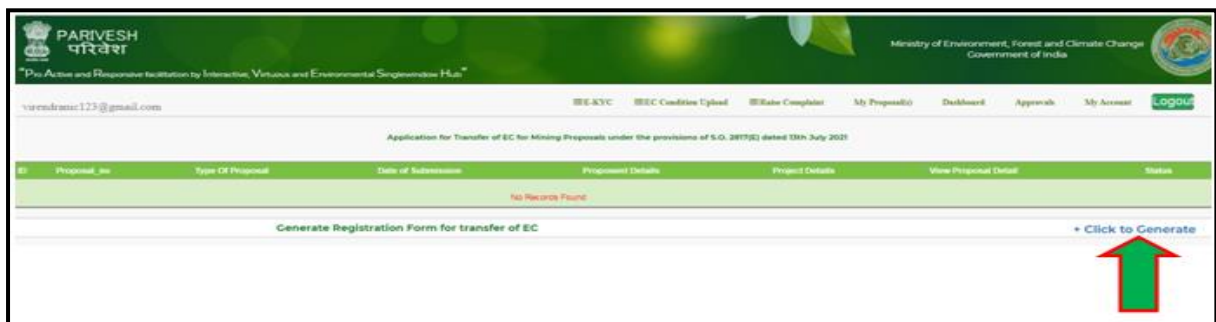 PARIVESH
परिवेश
"Pro Active and Responsive facilitation by Interactive, Virtuous and Environmental Singlewindow Hub"
Ministry of Environment, Forest and Climate Change
Government of India
virendranic123@gmail.com
E-KYC EC Condition Upload Raise Complaint My Proposal(s) Dashboard Approvals My Account Logout
Application for Transfer of EC for Mining Proposals under the provisions of S.O. 2817(E) dated 13th July 2021
ID Proposal_no Type Of Proposal Date of Submission Proponent Details Project Details View Proposal Detail Status
No Records Found
Generate Registration Form for transfer of EC + Click to Generate